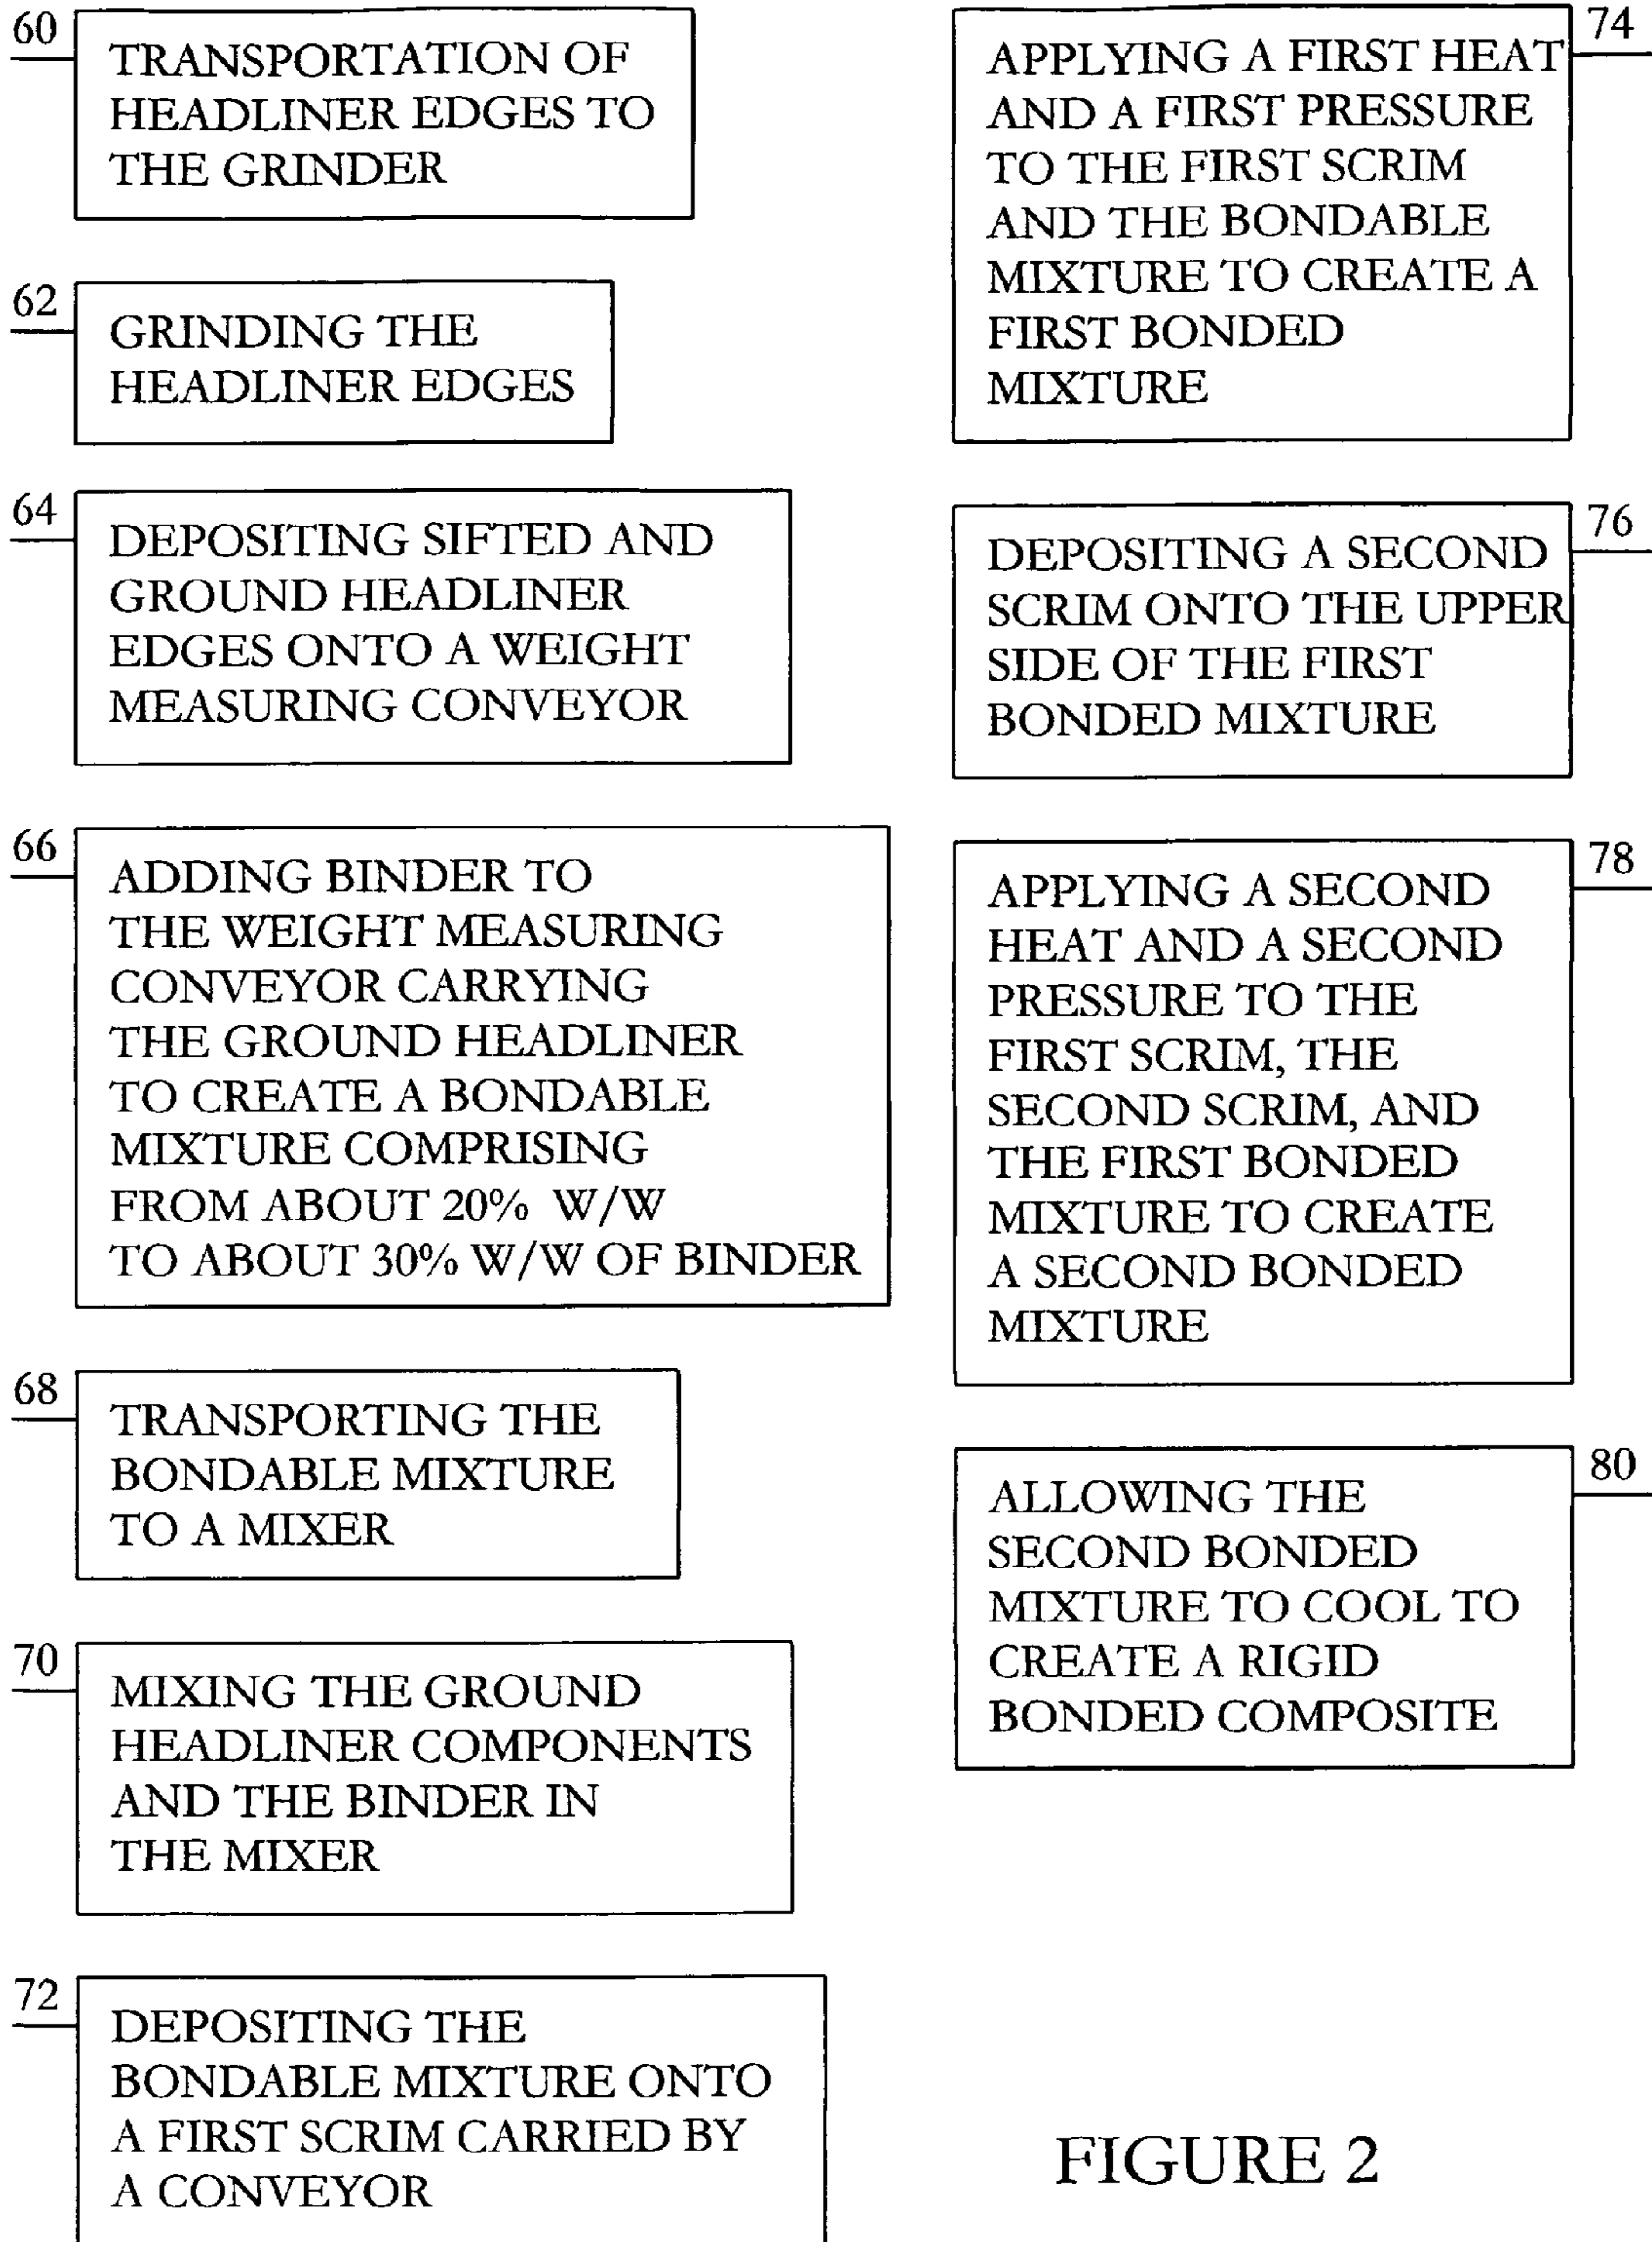 60
TRANSPORTATION OF
HEADLINER EDGES TO
THE GRINDER
62
GRINDING THE
HEADLINER EDGES
64
DEPOSITING SIFTED AND
GROUND HEADLINER
EDGES ONTO A WEIGHT
MEASURING CONVEYOR
66
ADDING BINDER TO
THE WEIGHT MEASURING
CONVEYOR CARRYING
THE GROUND HEADLINER
TO CREATE A BONDABLE
MIXTURE COMPRISING
FROM ABOUT 20% W/W
TO ABOUT 30% W/W OF BINDER
68
TRANSPORTING THE
BONDABLE MIXTURE
TO A MIXER
70
MIXING THE GROUND
HEADLINER COMPONENTS
AND THE BINDER IN
THE MIXER
72
DEPOSITING THE
BONDABLE MIXTURE ONTO
A FIRST SCRIM CARRIED BY
A CONVEYOR
74
APPLYING A FIRST HEAT
AND A FIRST PRESSURE
TO THE FIRST SCRIM
AND THE BONDABLE
MIXTURE TO CREATE A
FIRST BONDED
MIXTURE
76
DEPOSITING A SECOND
SCRIM ONTO THE UPPER
SIDE OF THE FIRST
BONDED MIXTURE
78
APPLYING A SECOND
HEAT AND A SECOND
PRESSURE TO THE
FIRST SCRIM, THE
SECOND SCRIM, AND
THE FIRST BONDED
MIXTURE TO CREATE
A SECOND BONDED
MIXTURE
80
ALLOWING THE
SECOND BONDED
MIXTURE TO COOL TO
CREATE A RIGID
BONDED COMPOSITE
FIGURE 2